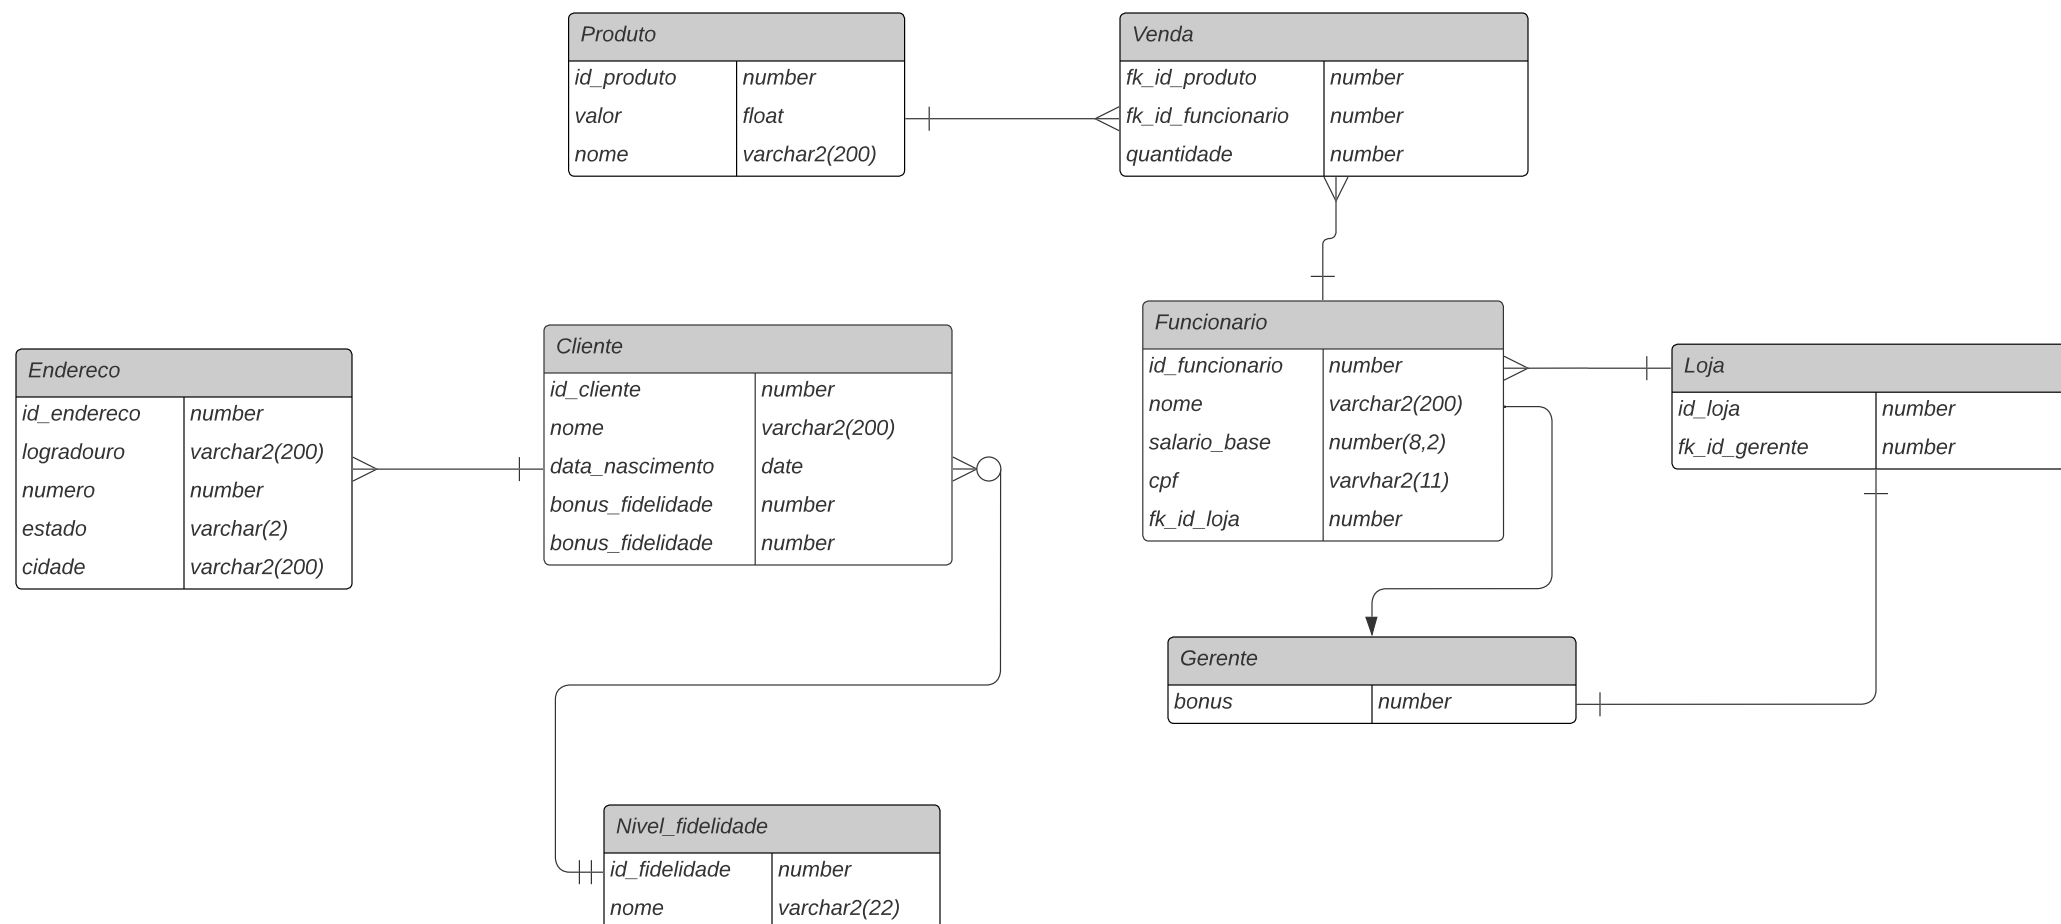 Produto
id_produto number
valor float
nome varchar2(200)
Venda
fk_id_produto number
fk_id_funcionario number
quantidade number
Endereco
id_endereco number
logradouro varchar2(200)
numero number
estado varchar(2)
cidade varchar2(200)
Cliente
id_cliente number
nome varchar2(200)
data_nascimento date
bonus_fidelidade number
bonus_fidelidade number
Funcionario
id_funcionario number
nome varchar2(200)
salario_base number(8,2)
cpf varvhar2(11)
fk_id_loja number
Loja
id_loja number
fk_id_gerente number
Gerente
bonus number
Nivel_fidelidade
id_fidelidade number
nome varchar2(22)